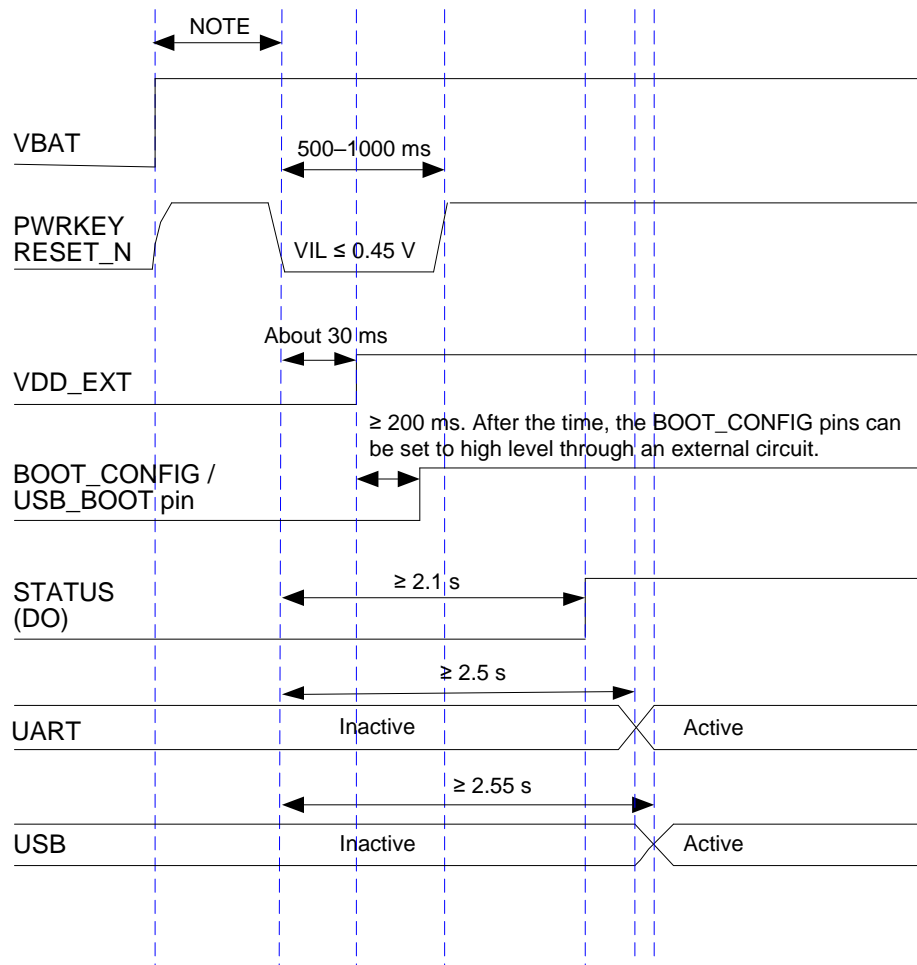 NOTE
VBAT
500–1000 ms
PWRKEY
RESET_N
VIL ≤ 0.45 V
About 30 ms
VDD_EXT
≥ 200 ms. After the time, the BOOT_CONFIG pins can
be set to high level through an external circuit.
BOOT_CONFIG /
USB_BOOT pin
STATUS
(DO)
≥ 2.1 s
≥ 2.5 s
UART
Inactive
Active
≥ 2.55 s
USB
Inactive
Active